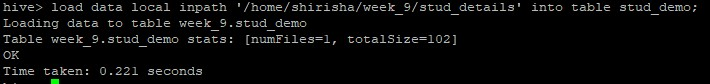 hive> load data local inpath '/home/shirisha/week_9/stud_details' into table stud_demo;
Loading data to table week_9.stud_demo
Table week_9.stud_demo stats: [numFiles=1, totalSize=102]
OK
Time taken: 0.221 seconds